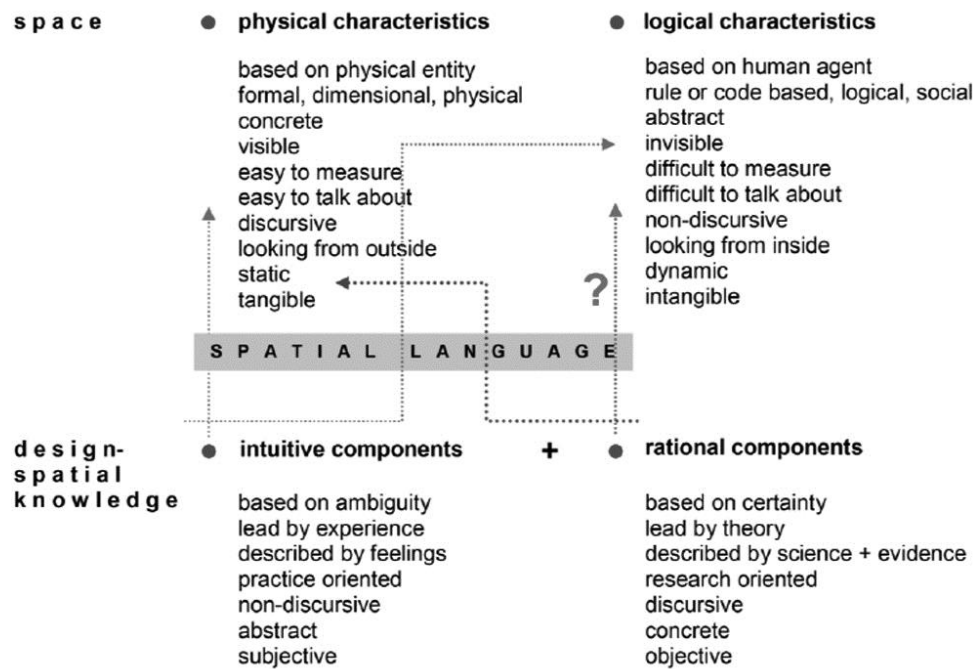 space
physical characteristics
based on physical entity
formal, dimensional, physical
concrete
visible
easy to measure
easy to talk about
discursive
looking from outside
static
tangible
logical characteristics
based on human agent
rule or code based, logical, social
abstract
invisible
difficult to measure
difficult to talk about
non-discursive
looking from inside
dynamic
intangible
?
SPATIAL LANGUAGE
design-
spatial
knowledge
intuitive components
based on ambiguity
lead by experience
described by feelings
practice oriented
non-discursive
abstract
subjective
+
rational components
based on certainty
lead by theory
described by science + evidence
research oriented
discursive
concrete
objective